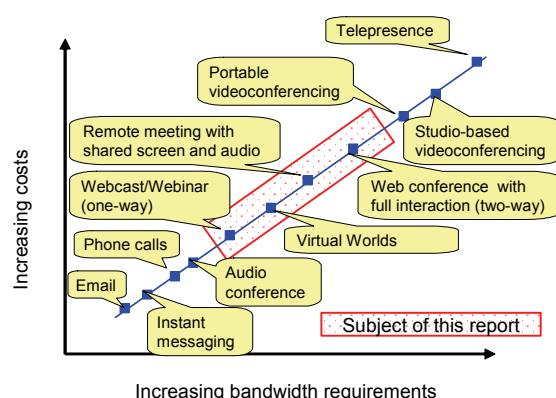 Telepresence
Portable
videoconferencing
Remote meeting with
shared screen and audio
Studio-based
videoconferencing
Webcast/Webinar
(one-way)
Web conference with
full interaction (two-way)
Virtual Worlds
Phone calls
Audio
conference
Email
Instant
messaging
Subject of this report
Increasing costs
Increasing bandwidth requirements